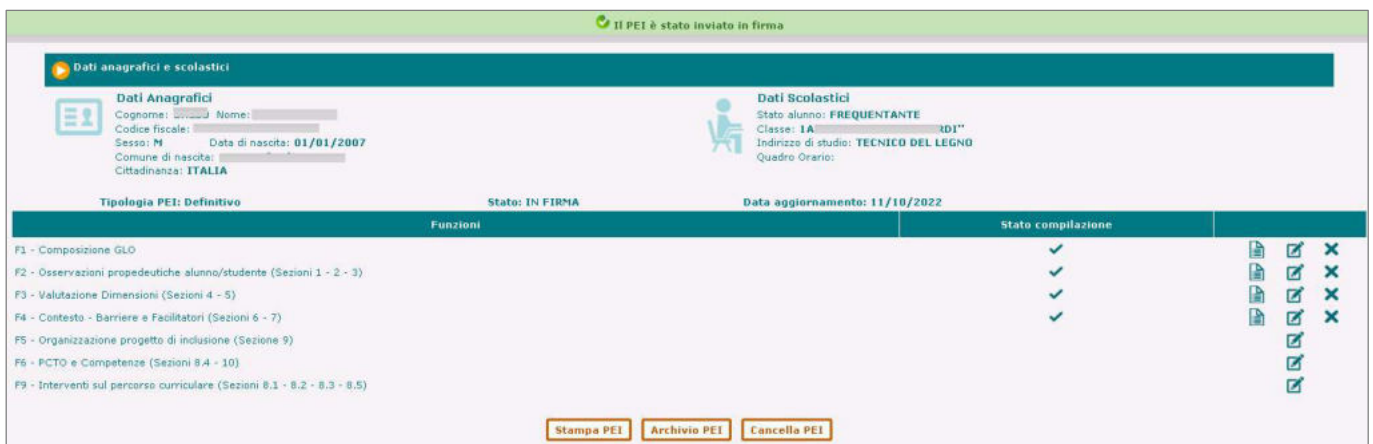 Il PEI è stato inviato in firma
Dati anagrafici e scolastici
Dati Anagrafici
Cognome: Nome:
Codice fiscale:
Sesso: M Data di nascita: 01/01/2007
Comune di nascita:
Cittadinanza: ITALIA
Dati Scolastici
Stato alunno: FREQUENTANTE
Classe: 1A RDI"
Indirizzo di studio: TECNICO DEL LEGNO
Quadro Orario:
Tipologia PEI: Definitivo Stato: IN FIRMA Data aggiornamento: 11/10/2022
Funzioni Stato compilazione
F1 - Composizione GLO
F2 - Osservazioni propedeutiche alunno/studente (Sezioni 1 - 2 - 3)
F3 - Valutazione Dimensioni (Sezioni 4 - 5)
F4 - Contesto - Barriere e Facilitatori (Sezioni 6 - 7)
F5 - Organizzazione progetto di inclusione (Sezione 9)
F6 - PCTO e Competenze (Sezioni 8.4 - 10)
F9 - Interventi sul percorso curriculare (Sezioni 8.1 - 8.2 - 8.3 - 8.5)
Stampa PEI Archivio PEI Cancella PEI